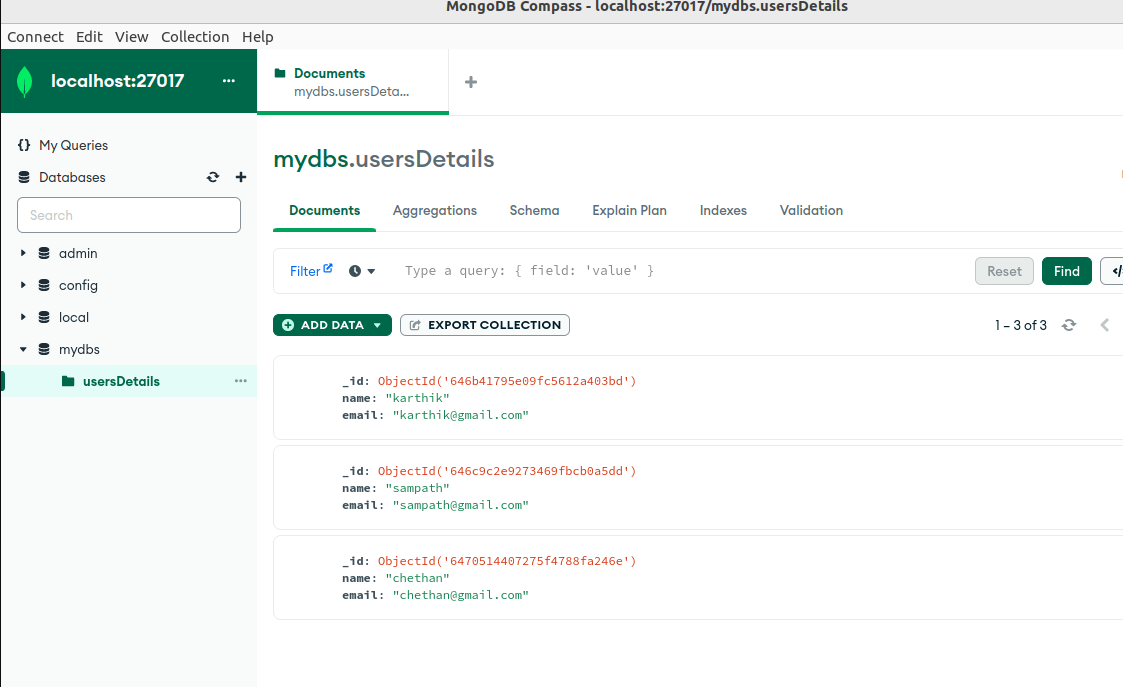 MongoDB Compass - localhost:27017/mydbs.usersDetails
Connect Edit View Collection Help
localhost:27017 ...
Documents
mydbs.usersDeta...
+
{} My Queries
Databases
Search
admin
config
local
mydbs
usersDetails ...
mydbs.usersDetails
Documents Aggregations Schema Explain Plan Indexes Validation
Filter Type a query: { field: 'value' } Reset Find
ADD DATA EXPORT COLLECTION 1 – 3 of 3
_id: ObjectId('646b41795e09fc5612a403bd')
name: "karthik"
email: "karthik@gmail.com"
_id: ObjectId('646c9c2e9273469fbcb0a5dd')
name: "sampath"
email: "sampath@gmail.com"
_id: ObjectId('6470514407275f4788fa246e')
name: "chethan"
email: "chethan@gmail.com"